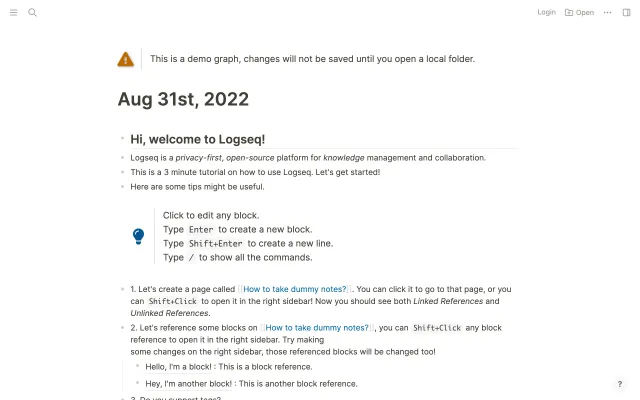 Login Open
This is a demo graph, changes will not be saved until you open a local folder.
Aug 31st, 2022
Hi, welcome to Logseq!
Logseq is a privacy-first, open-source platform for knowledge management and collaboration.
This is a 3 minute tutorial on how to use Logseq. Let's get started!
Here are some tips might be useful.
Click to edit any block.
Type Enter to create a new block.
Type Shift+Enter to create a new line.
Type / to show all the commands.
1. Let's create a page called [[How to take dummy notes?]]. You can click it to go to that page, or you
can Shift+Click to open it in the right sidebar! Now you should see both Linked References and
Unlinked References.
2. Let's reference some blocks on [[How to take dummy notes?]], you can Shift+Click any block
reference to open it in the right sidebar. Try making
some changes on the right sidebar, those referenced blocks will be changed too!
Hello, I'm a block! : This is a block reference.
Hey, I'm another block! : This is another block reference.
3. Do you support tags?
?